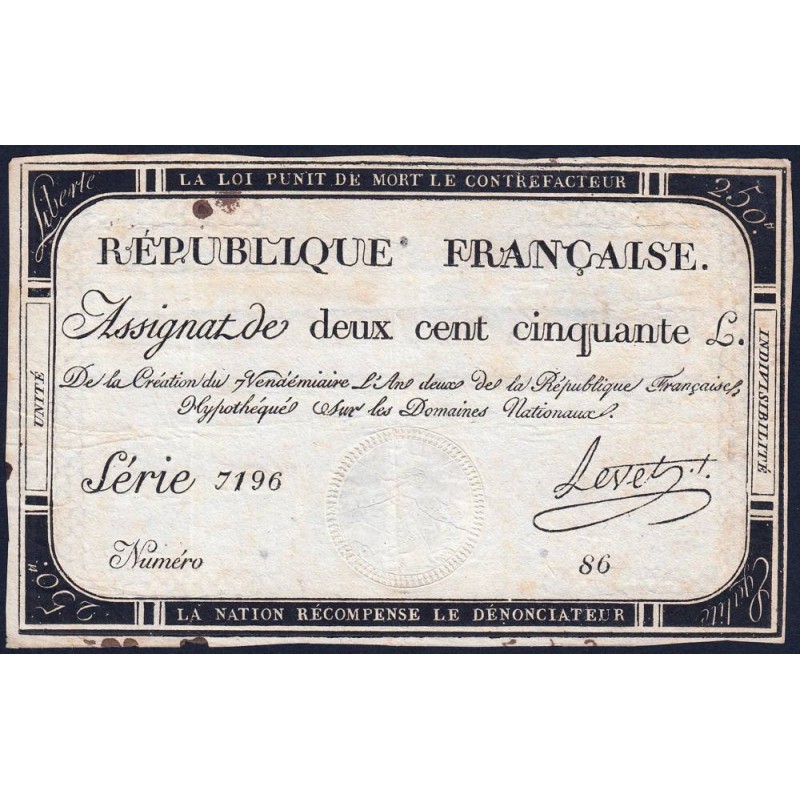 Liberté
LA LOI PUNIT DE MORT LE CONTREFACTEUR
250.₶
RÉPUBLIQUE FRANÇAISE.
Assignat de deux cent cinquante L.
De la Création du 7 Vendémiaire L'An deux de la République Française,
Hypothéqué sur les Domaines Nationaux.
UNITÉ
INDIVISIBILITÉ
Série 7196
Levet
Numéro 86
250.₶
LA NATION RÉCOMPENSE LE DÉNONCIATEUR
Egalité